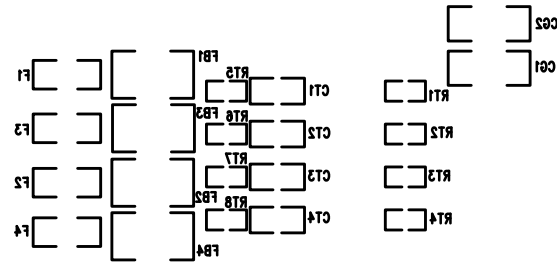 CG2
FB1
CG1
F1
RT5
CT1
RT1
FB3
RT6
F3
CT2
RT2
RT7
F2
CT3
RT3
FB2
RT8
F4
CT4
RT4
FB4